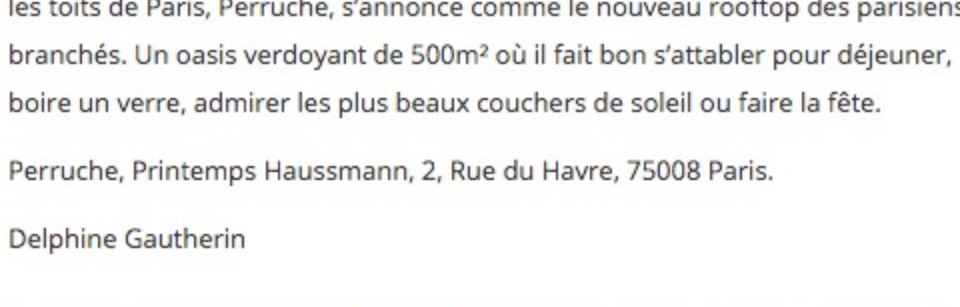 les toits de Paris, Perruche, s’annonce comme le nouveau rooftop des parisiens
branchés. Un oasis verdoyant de 500m² où il fait bon s’attabler pour déjeuner,
boire un verre, admirer les plus beaux couchers de soleil ou faire la fête.
Perruche, Printemps Haussmann, 2, Rue du Havre, 75008 Paris.
Delphine Gautherin